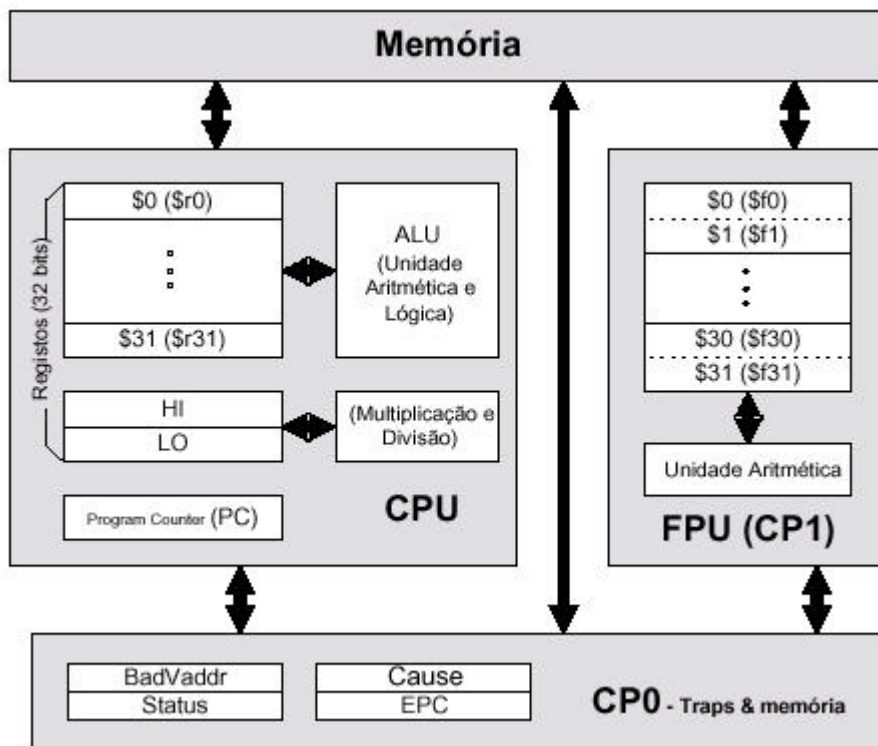 Memória
Registos (32 bits)
$0 ($r0)
$31 ($r31)
ALU
(Unidade
Aritmética e
Lógica)
HI
LO
(Multiplicação e
Divisão)
Program Counter (PC)
CPU
$0 ($f0)
$1 ($f1)
$30 ($f30)
$31 ($f31)
Unidade Aritmética
FPU (CP1)
BadVaddr
Status
Cause
EPC
CP0 - Traps & memória